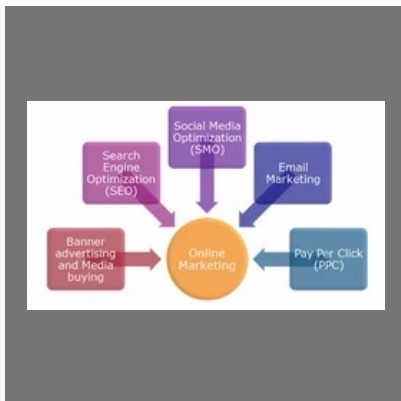 Social Media
Optimization
(SMO)
Search
Engine
Optimization
(SEO)
Email
Marketing
Banner
advertising
and Media
buying
Online
Marketing
Pay Per Click
(PPC)